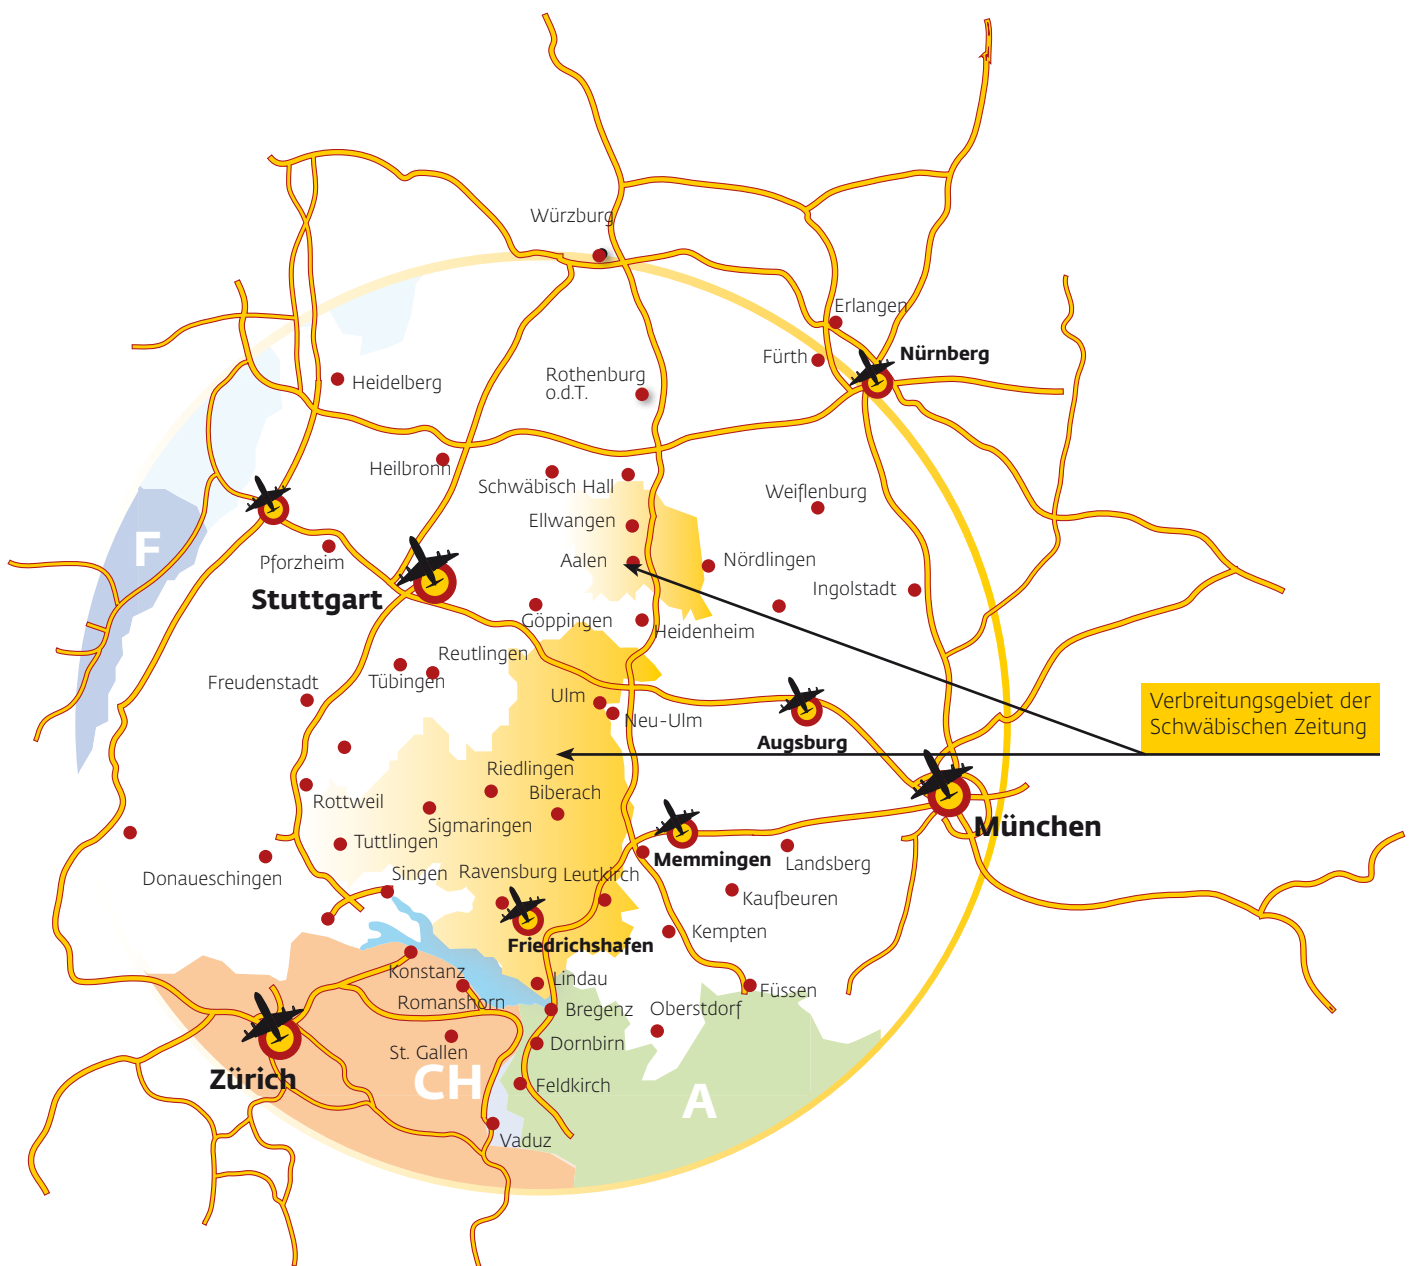 Würzburg
Erlangen
Nürnberg
Fürth
Rothenburg
o.d.T.
Heidelberg
Heilbronn
Schwäbisch Hall
Weiflenburg
Ellwangen
Aalen
Nördlingen
Pforzheim
F
Ingolstadt
Stuttgart
Göppingen
Heidenheim
Reutlingen
Tübingen
Freudenstadt
Ulm
Neu-Ulm
Verbreitungsgebiet der
Schwäbischen Zeitung
Augsburg
Riedlingen
Biberach
Rottweil
Sigmaringen
München
Tuttlingen
Memmingen
Landsberg
Donaueschingen
Singen
Ravensburg
Leutkirch
Kaufbeuren
Kempten
Friedrichshafen
Konstanz
Lindau
Füssen
Romanshorn
Bregenz
Oberstdorf
St. Gallen
Dornbirn
Zürich
CH
Feldkirch
A
Vaduz